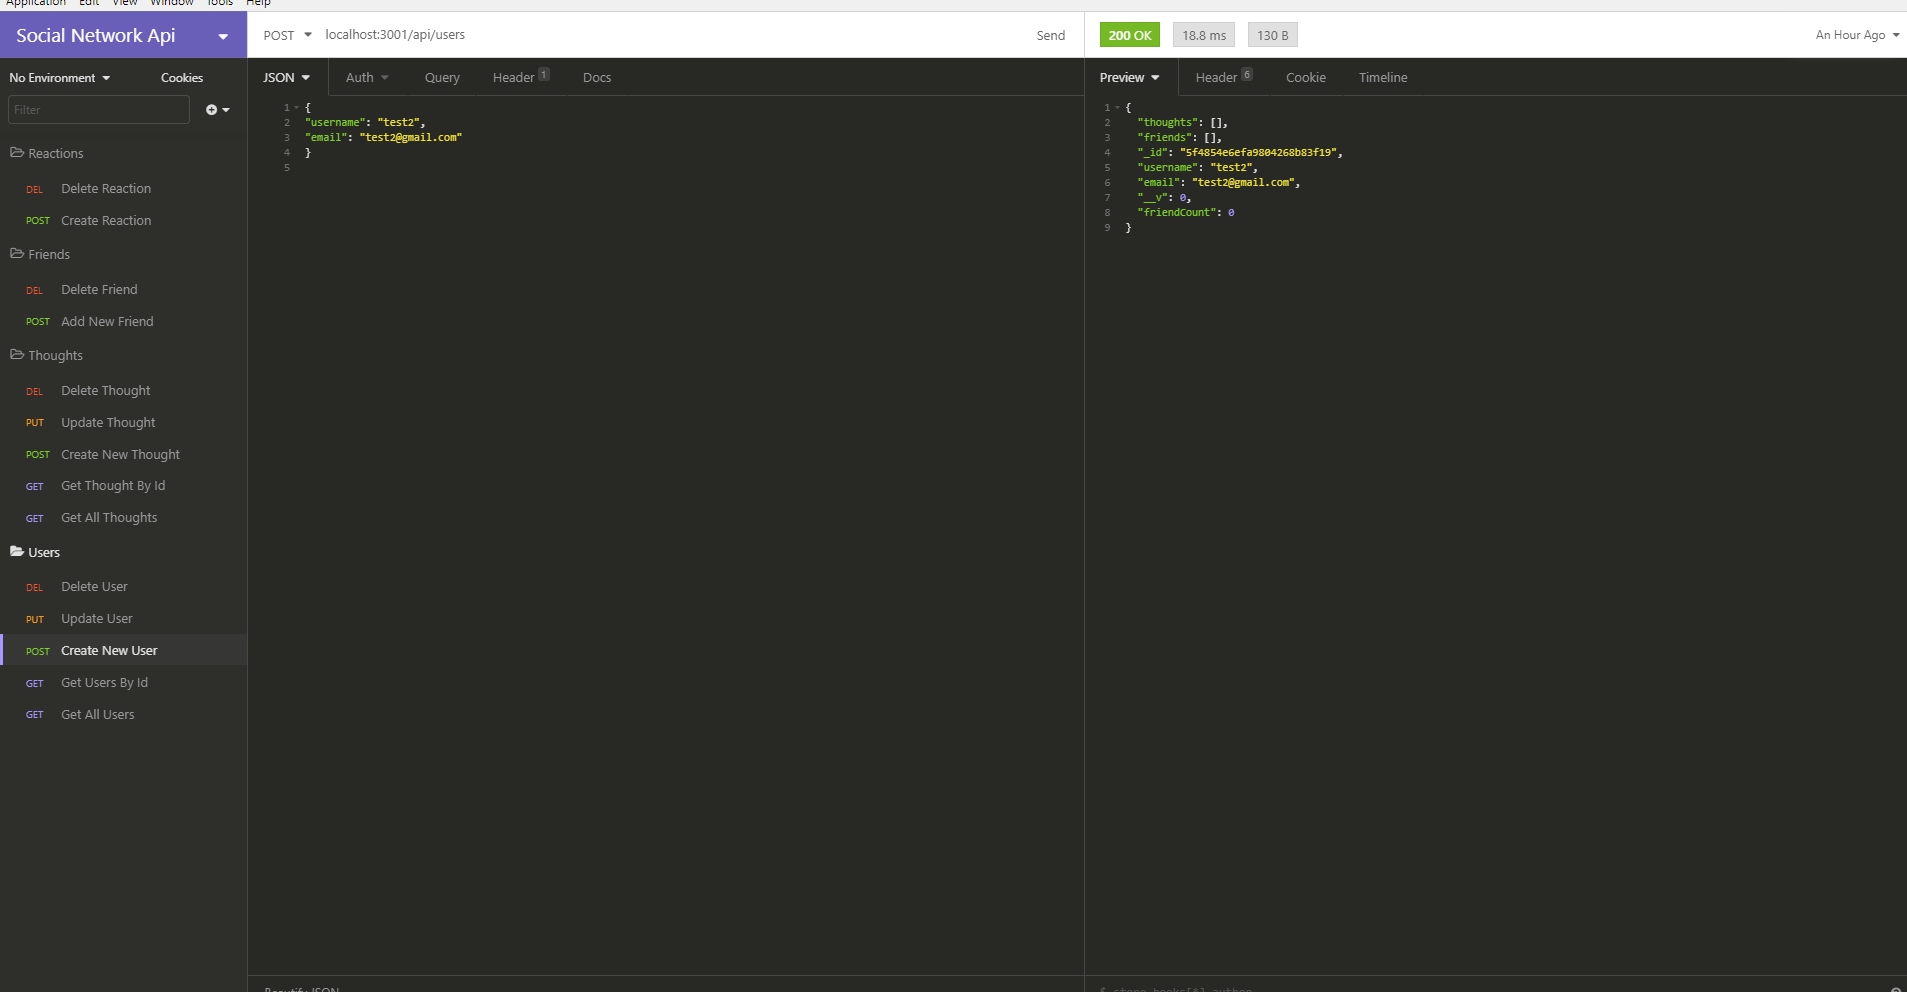 Application Edit View Window Tools Help
Social Network Api
POST localhost:3001/api/users Send
200 OK 18.8 ms 130 B An Hour Ago
No Environment Cookies
JSON Auth Query Header 1 Docs
Preview Header 6 Cookie Timeline
Filter
Reactions
DEL Delete Reaction
POST Create Reaction
Friends
DEL Delete Friend
POST Add New Friend
Thoughts
DEL Delete Thought
PUT Update Thought
POST Create New Thought
GET Get Thought By Id
GET Get All Thoughts
Users
DEL Delete User
PUT Update User
POST Create New User
GET Get Users By Id
GET Get All Users
1 {
2 "username": "test2",
3 "email": "test2@gmail.com"
4 }
5
1 {
2 "thoughts": [],
3 "friends": [],
4 "_id": "5f4854e6efa9804268b83f19",
5 "username": "test2",
6 "email": "test2@gmail.com",
7 "__v": 0,
8 "friendCount": 0
9 }
Beautify JSON
$.store.books[*].author